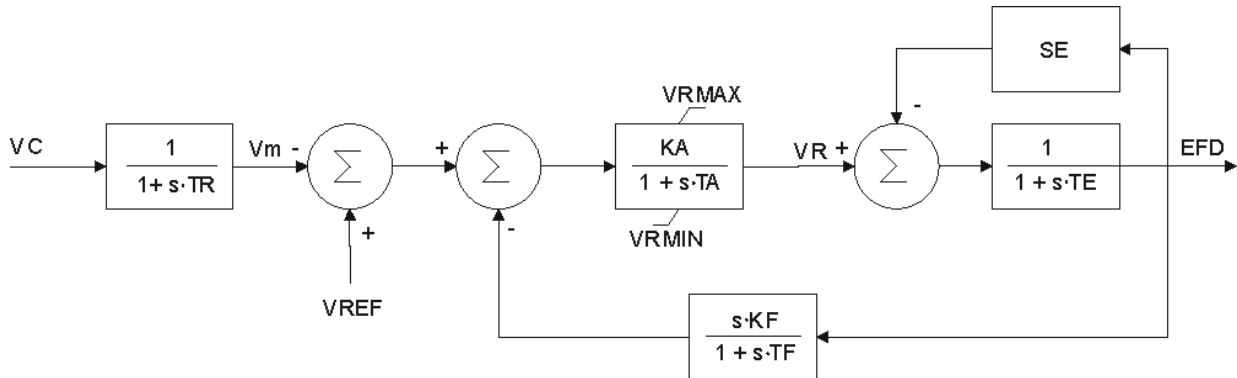 SE
VRMAX
VC
1
1+ s·TR
Vm -
Σ
+
Σ
KA
1 + s·TA
VR +
-
Σ
1
1 + s·TE
EFD
+
-
VRMIN
VREF
s·KF
1 + s·TF